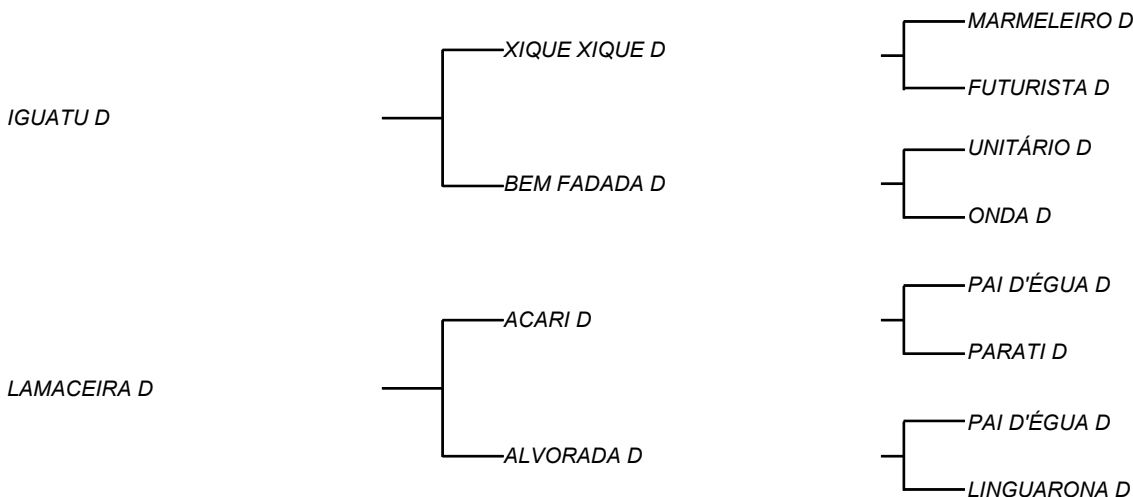 MARMELEIRO D
XIQUE XIQUE D
FUTURISTA D
IGUATU D
UNITÁRIO D
BEM FADADA D
ONDA D
PAI D'ÉGUA D
ACARI D
PARATI D
LAMACEIRA D
PAI D'ÉGUA D
ALVORADA D
LINGUARONA D